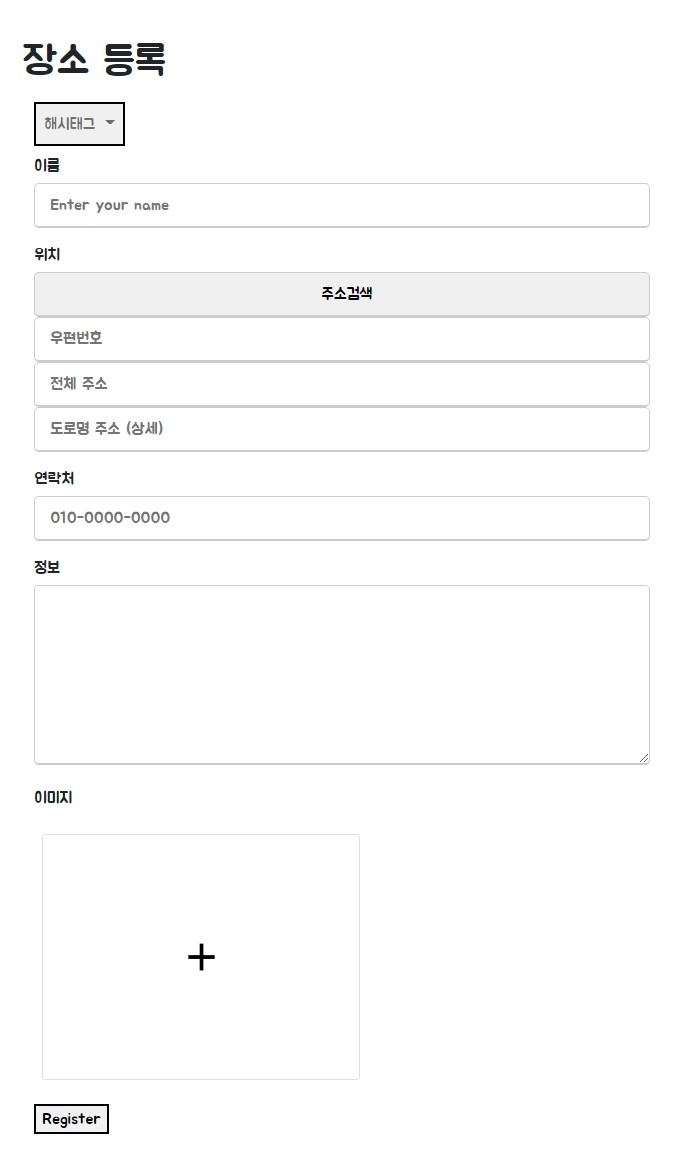 장소 등록
해시태그
이름
Enter your name
위치
주소검색
우편번호
전체 주소
도로명 주소 (상세)
연락처
010-0000-0000
정보
이미지
Register